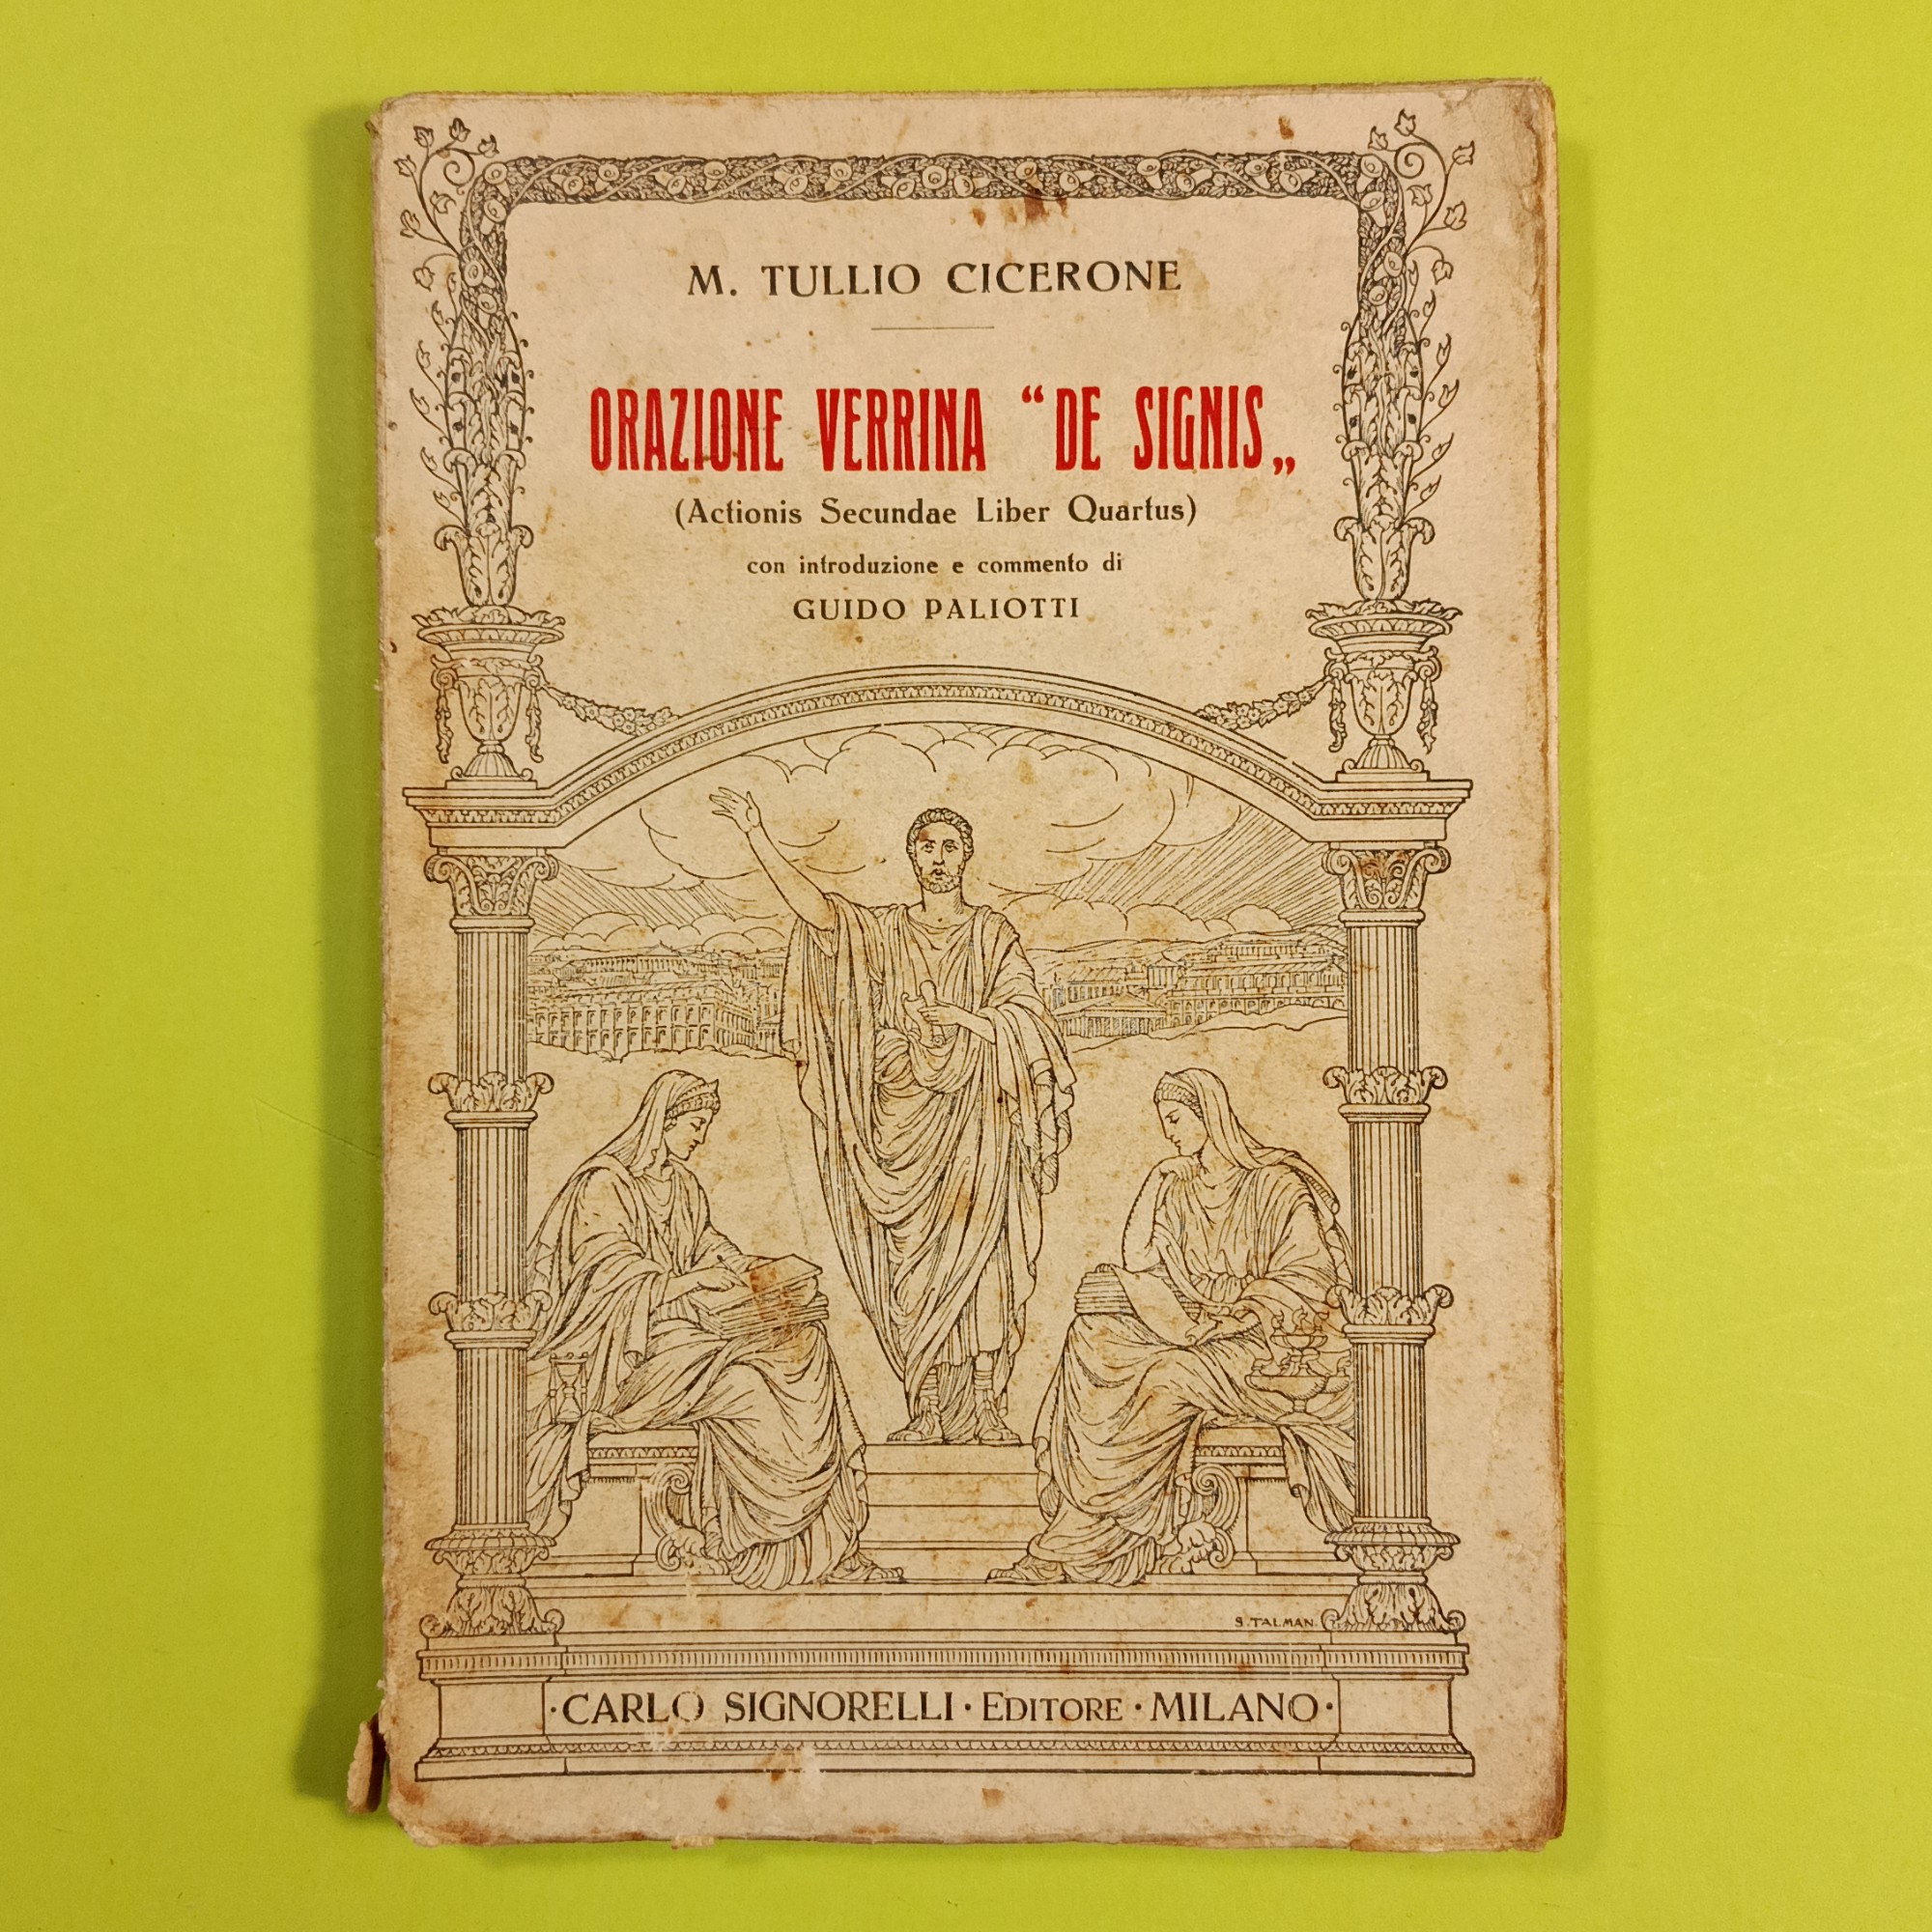 M. TULLIO CICERONE
ORAZIONE VERRINA “DE SIGNIS„
(Actionis Secundae Liber Quartus)
con introduzione e commento di
GUIDO PALIOTTI
S. TALMAN.
·CARLO SIGNORELLI·EDITORE·MILANO·